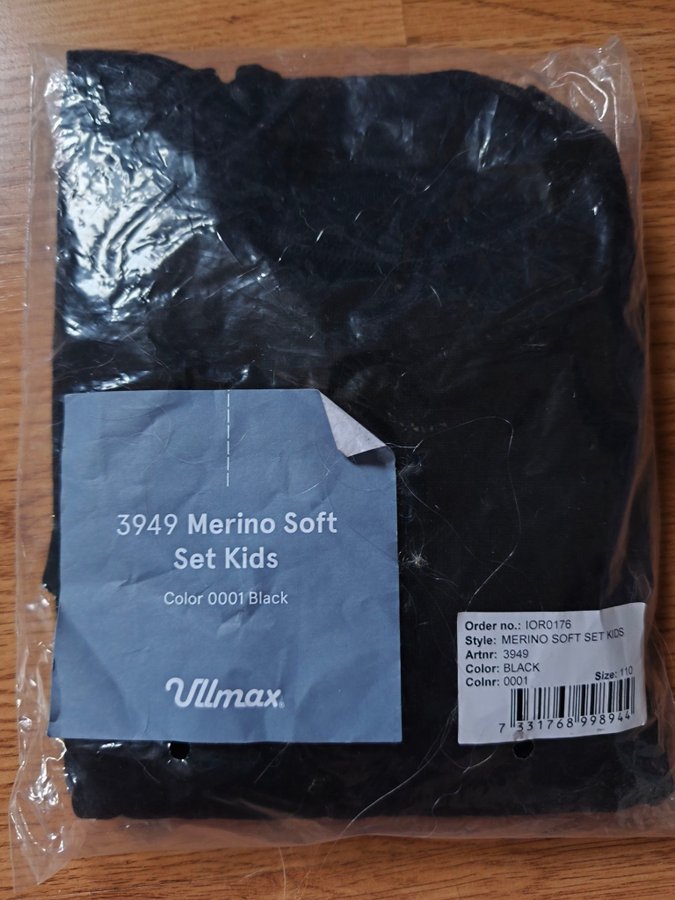 3949 Merino Soft
Set Kids
Color 0001 Black
Ullmax®
Order no.: IOR0176
Style: MERINO SOFT SET KIDS
Artnr: 3949
Color: BLACK
Colnr: 0001
Size: 110
7 331768 998944